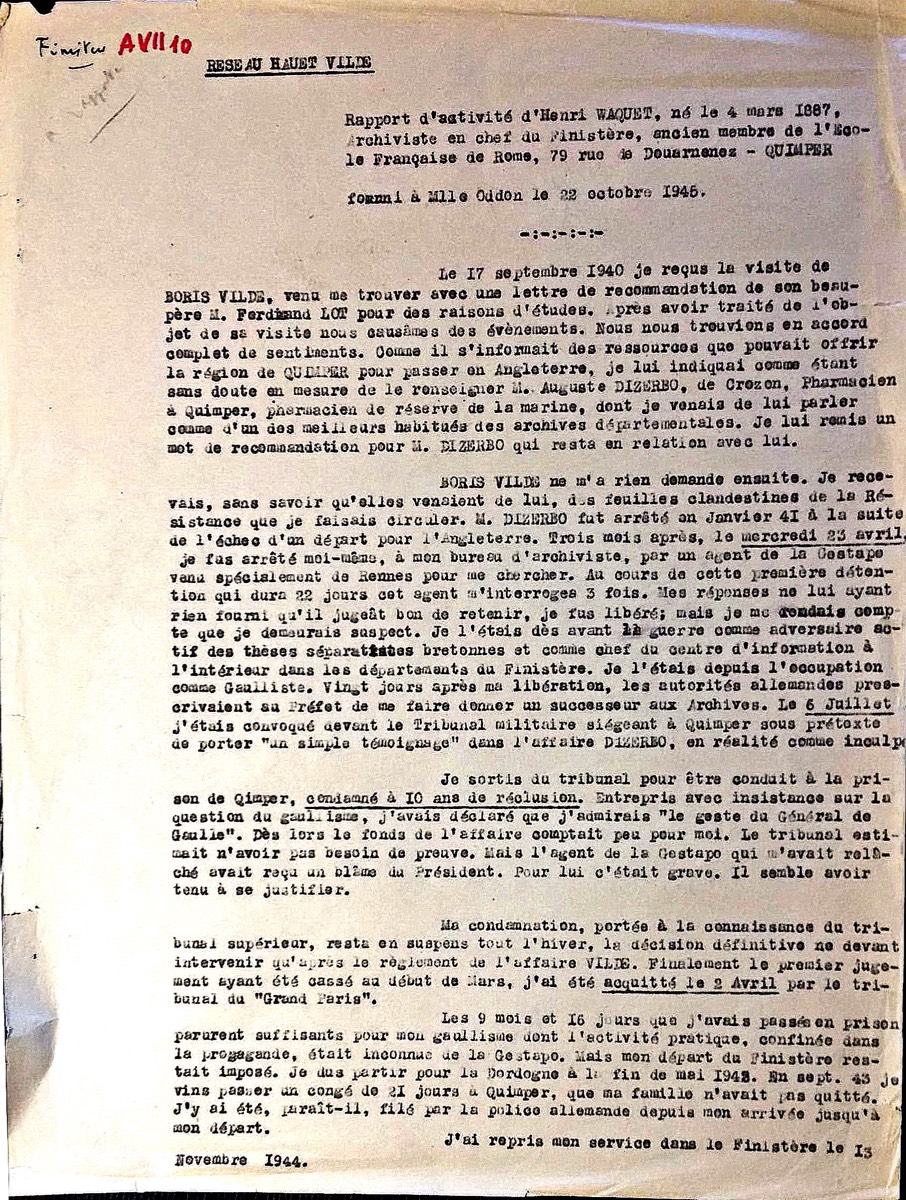 Finistère AVII10
RESEAU HAUET VILDE
Rapport d'activité d'Henri WAQUET, né le 4 mars 1887,
Archiviste en chef du Finistère, ancien membre de l'Eco-
le Française de Rome, 79 rue de Douarnenez - QUIMPER
fournni à Mlle Oddon le 22 octobre 1945.
-:-:-:-:-
Le 17 septembre 1940 je reçus la visite de
BORIS VILDE, venu me trouver avec une lettre de recommandation de son beau-
père M. Ferdinand LOT pour des raisons d'études. Après avoir traité de l'ob-
jet de sa visite nous causâmes des évènements. Nous nous trouvions en accord
complet de sentiments. Comme il s'informait des ressources que pouvait offrir
la région de QUIMPER pour passer en Angleterre, je lui indiquai comme étant
sans doute en mesure de le renseigner M. Auguste DIZERBO, de Crozon, Pharmacien
à Quimper, pharmacien de réserve de la marine, dont je venais de lui parler
comme d'un des meilleurs habitués des archives départementales. Je lui remis un
mot de recommandation pour M. DIZERBO qui resta en relation avec lui.
BORIS VILDE ne m'a rien demande ensuite. Je rece-
vais, sans savoir qu'elles venaient de lui, des feuilles clandestines de la Ré-
sistance que je faisais circuler. M. DIZERBO fut arrêté en Janvier 41 à la suite
de l'échec d'un départ pour l'Angleterre. Trois mois après, le mercredi 23 avril,
je fus arrêté moi-même, à mon bureau d'archiviste, par un agent de la Gestapo
venu spécialement de Rennes pour me chercher. Au cours de cette première déten-
tion qui dura 22 jours cet agent m'interrogea 3 fois. Mes réponses ne lui ayant
rien fourni qu'il jugeât bon de retenir, je fus libéré; mais je me rendais comp-
te que je demeurais suspect. Je l'étais dès avant la guerre comme adversaire ac-
tif des thèses séparatistes bretonnes et comme chef du centre d'information à
l'intérieur dans les départements du Finistère. Je l'étais depuis l'occupation
comme Gaulliste. Vingt jours après ma libération, les autorités allemandes pres-
crivaient au Préfet de me faire donner un successeur aux Archives. Le 6 Juillet
j'étais convoqué devant le Tribunal militaire siégeant à Quimper sous prétexte
de porter "un simple témoignage" dans l'affaire DIZERBO, en réalité comme inculpé
Je sortis du tribunal pour être conduit à la pri-
son de Qimper, condamné à 10 ans de réclusion. Entrepris avec insistance sur la
question du gaullisme, j'avais déclaré que j'admirais "le geste du Général de
Gaulle". Dès lors le fonds de l'affaire comptait peu pour moi. Le tribunal esti-
mait n'avoir pas besoin de preuve. Mais l'agent de la Gestapo qui m'avait relâ-
ché avait reçu un blâme du Président. Pour lui c'était grave. Il semble avoir
tenu à se justifier.
Ma condamnation, portée à la connaissance du tri-
bunal supérieur, resta en suspens tout l'hiver, la décision définitive ne devant
intervenir qu'après le règlement de l'affaire VILDE. Finalement le premier juge-
ment ayant été cassé au début de Mars, j'ai été acquitté le 2 Avril par le tri-
bunal du "Grand Paris".
Les 9 mois et 16 jours que j'avais passés en prison
parurent suffisants pour mon gaullisme dont l'activité pratique, confinée dans
la progagande, était inconnue de la Gestapo. Mais mon départ du Finistère res-
tait imposé. Je dus partir pour la Dordogne à la fin de mai 1942. En sept. 43 je
vins passer un congé de 21 jours à Quimper, que ma famille n'avait pas quitté.
J'y ai été, paraît-il, filé par la police allemande depuis mon arrivée jusqu'à
mon départ.
J'ai repris mon service dans le Finistère le 13
Novembre 1944.